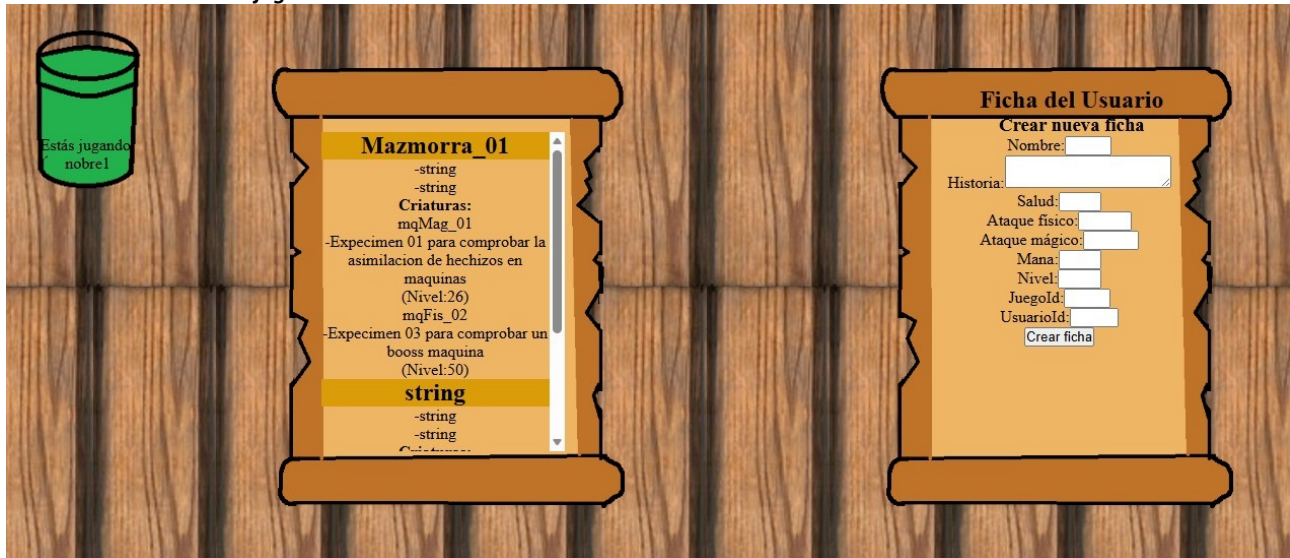 Estás jugando
nobre1
Mazmorra_01
-string
-string
Criaturas:
mqMag_01
-Expecimen 01 para comprobar la
asimilacion de hechizos en
maquinas
(Nivel:26)
mqFis_02
-Expecimen 03 para comprobar un
booss maquina
(Nivel:50)
string
-string
-string
Criaturas:
Ficha del Usuario
Crear nueva ficha
Nombre:
Historia:
Salud:
Ataque físico:
Ataque mágico:
Mana:
Nivel:
JuegoId:
UsuarioId:
Crear ficha